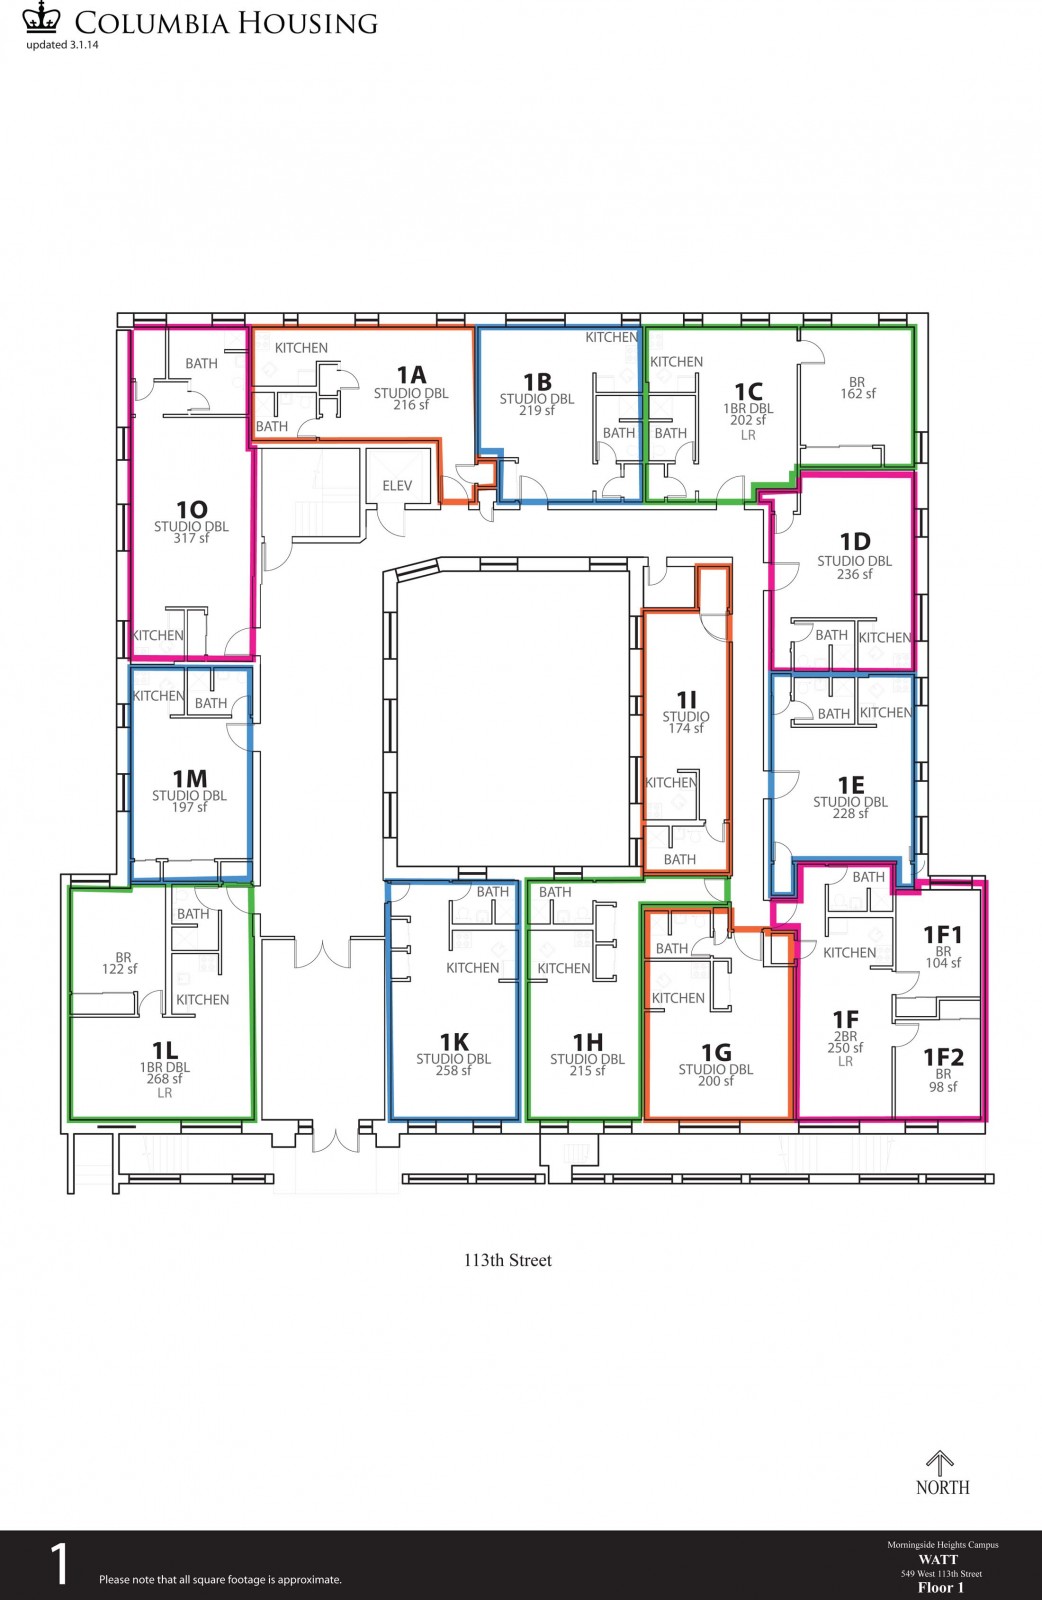 COLUMBIA HOUSING
updated 3.1.14
BATH
1O
STUDIO DBL
317 sf
KITCHEN
KITCHEN
1A
STUDIO DBL
216 sf
BATH
ELEV
KITCHEN
1B
STUDIO DBL
219 sf
BATH
KITCHEN
1C
1BR DBL
202 sf
LR
BATH
BR
162 sf
1D
STUDIO DBL
236 sf
BATH
KITCHEN
KITCHEN
BATH
1M
STUDIO DBL
197 sf
1I
STUDIO
174 sf
KITCHEN
BATH
BATH
KITCHEN
1E
STUDIO DBL
228 sf
BATH
BR
122 sf
KITCHEN
1L
1BR DBL
268 sf
LR
BATH
KITCHEN
1K
STUDIO DBL
258 sf
BATH
KITCHEN
1H
STUDIO DBL
215 sf
BATH
KITCHEN
1G
STUDIO DBL
200 sf
BATH
KITCHEN
1F
2BR
250 sf
LR
1F1
BR
104 sf
1F2
BR
98 sf
113th Street
NORTH
1
Please note that all square footage is approximate.
Morningside Heights Campus
WATT
549 West 113th Street
Floor 1